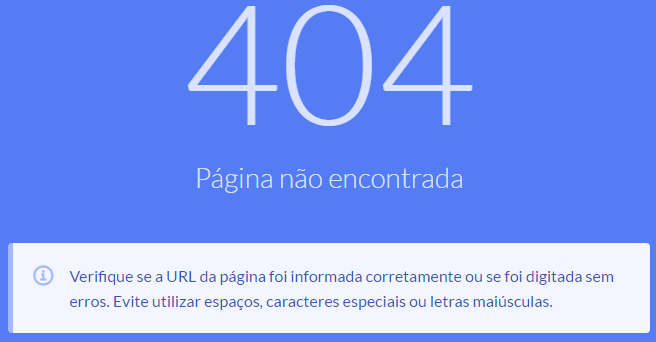 404
Página não encontrada
Verifique se a URL da página foi informada corretamente ou se foi digitada sem
erros. Evite utilizar espaços, caracteres especiais ou letras maiúsculas.